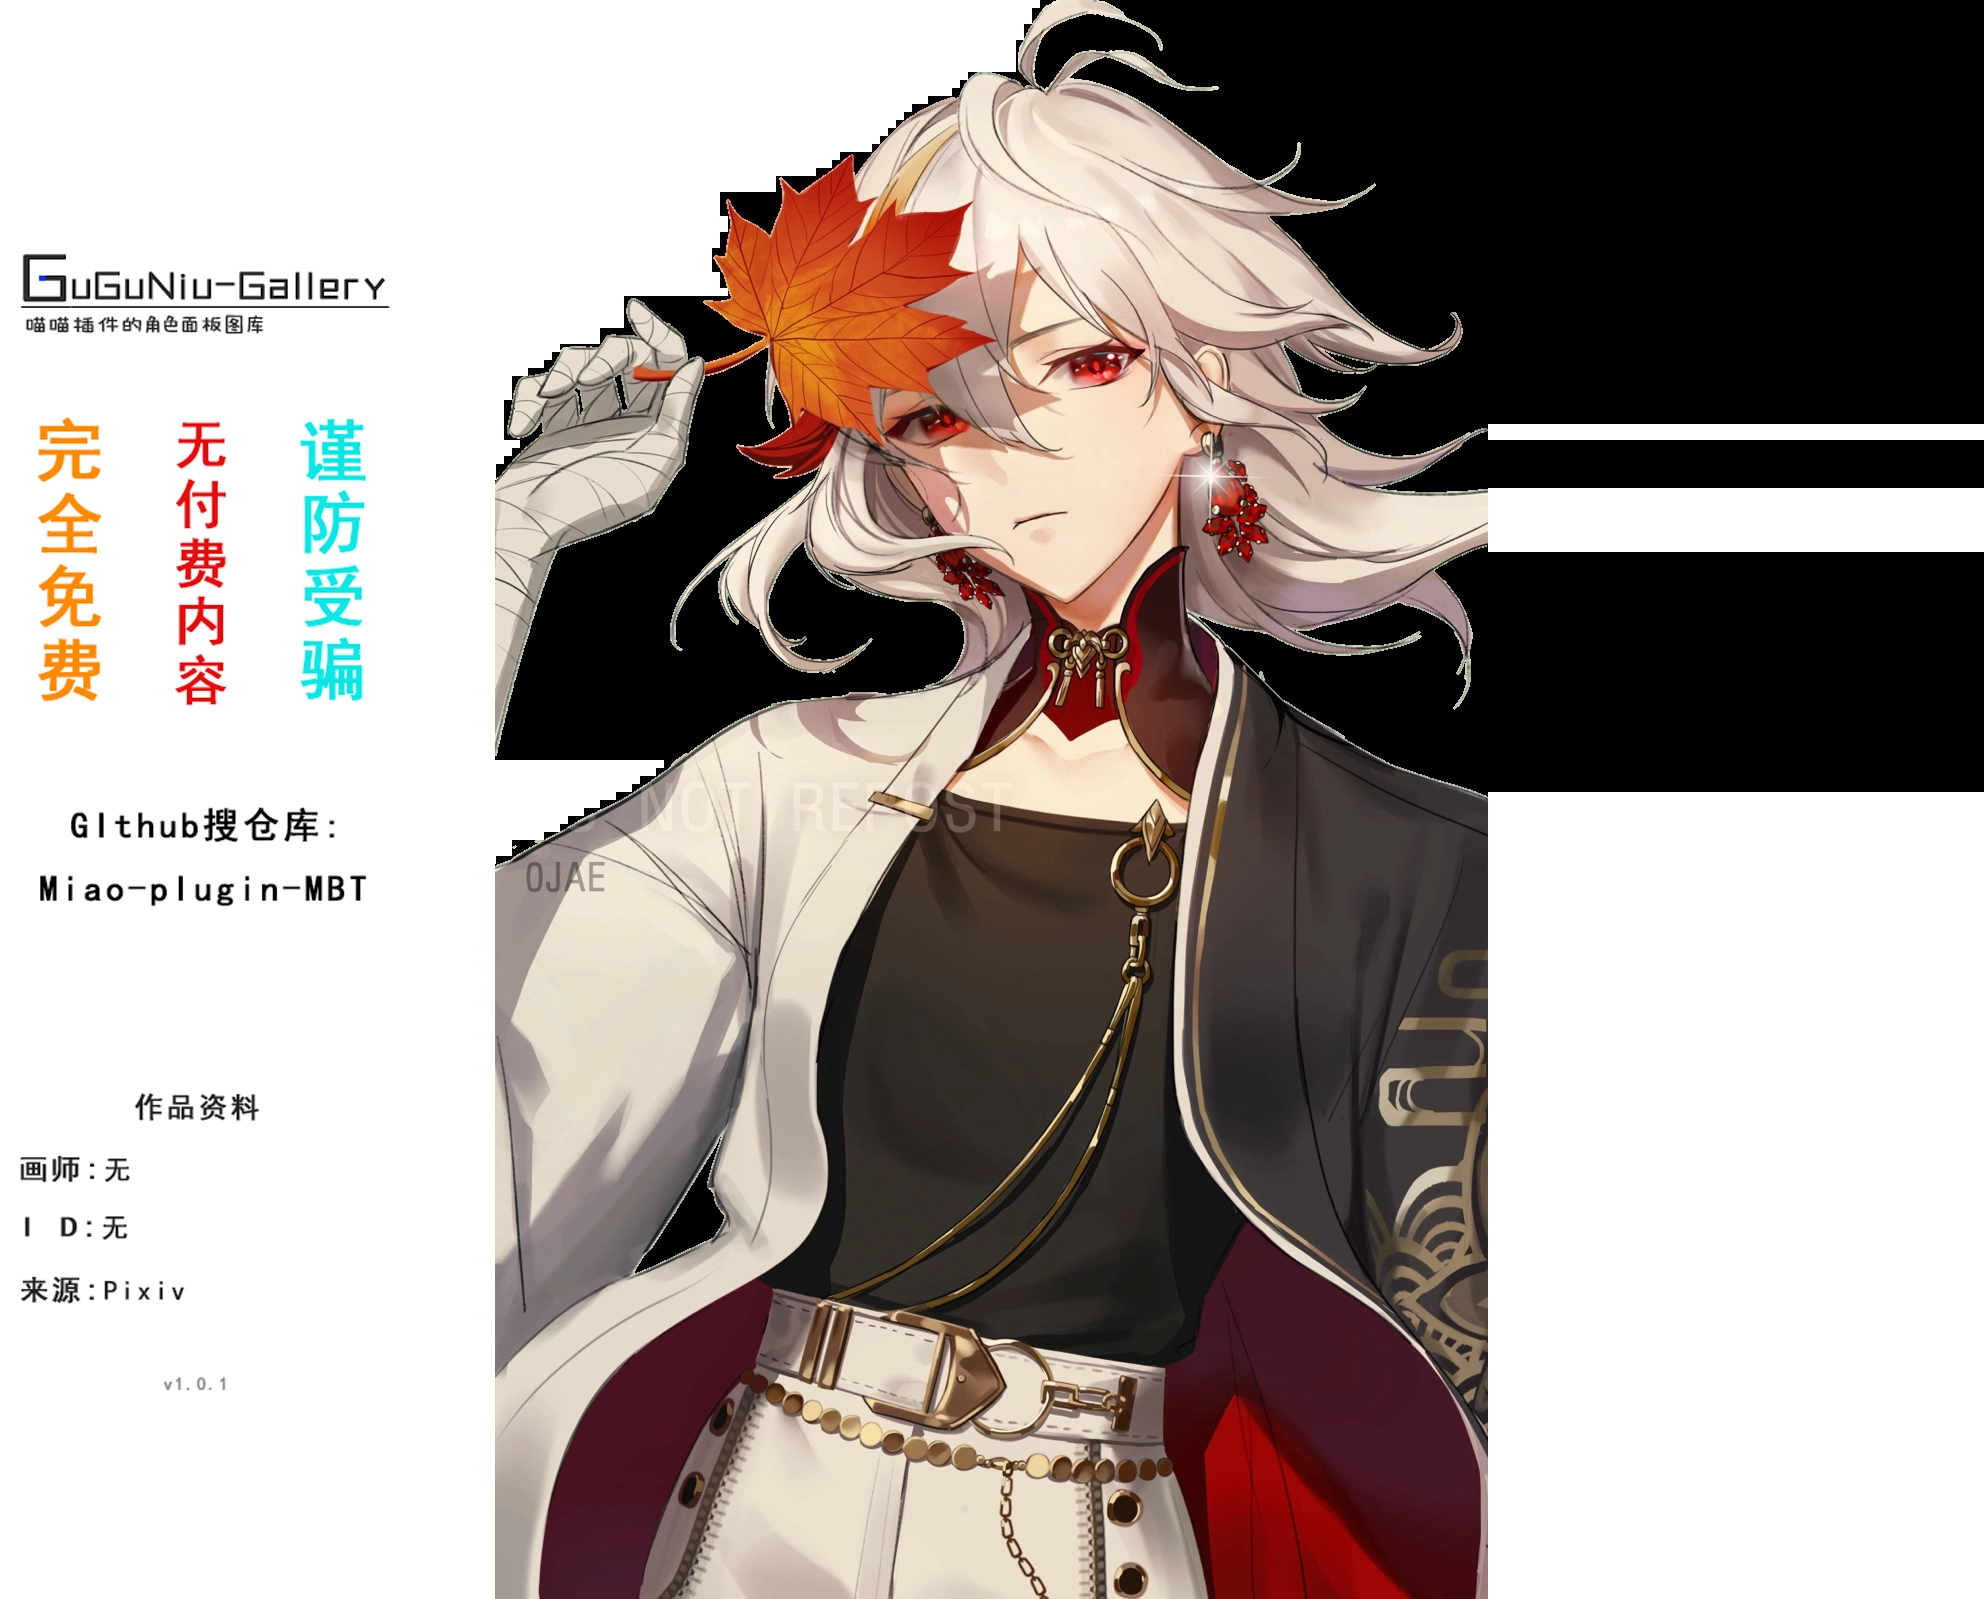 GuGuNiu-Gallery
喵喵插件的角色面板图库
完全免费
无付费内容
谨防受骗
GIthub搜仓库:
Miao-plugin-MBT
NOT REPOST
OJAE
作品资料
画师:无
I D:无
来源:Pixiv
v1.0.1